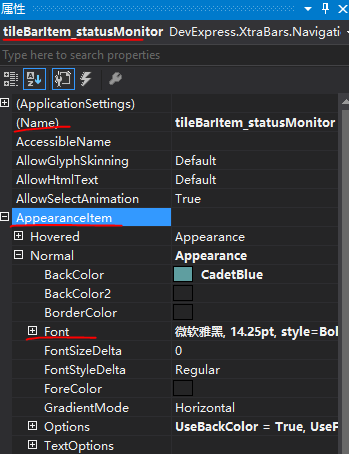 属性
tileBarItem_statusMonitor DevExpress.XtraBars.Navigati
Type here to search properties
(ApplicationSettings)
(Name) tileBarItem_statusMonitor
AccessibleName
AllowGlyphSkinning Default
AllowHtmlText Default
AllowSelectAnimation True
AppearanceItem
Hovered Appearance
Normal Appearance
BackColor CadetBlue
BackColor2
BorderColor
Font 微软雅黑, 14.25pt, style=Bol
FontSizeDelta 0
FontStyleDelta Regular
ForeColor
GradientMode Horizontal
Options UseBackColor = True, UseF
TextOptions